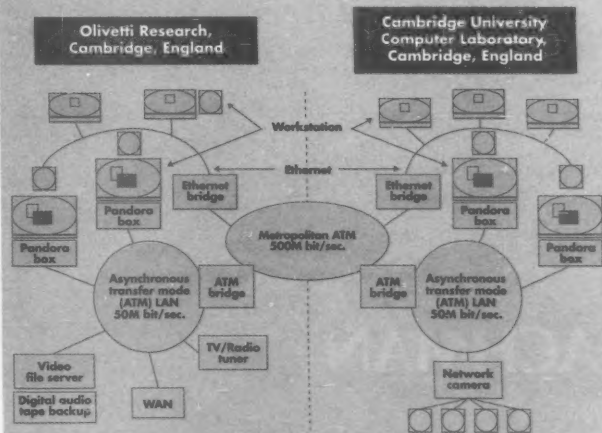 Olivetti Research,
Cambridge, England
Cambridge University
Computer Laboratory,
Cambridge, England
Workstation
Ethernet
Pandora
box
Pandora
box
Ethernet
bridge
Ethernet
bridge
Pandora
box
Pandora
box
Metropolitan ATM
500M bit/sec.
Asynchronous
transfer mode
(ATM) LAN
50M bit/sec.
ATM
bridge
ATM
bridge
Asynchronous
transfer mode
(ATM) LAN
50M bit/sec.
Video
file server
Digital audio
tape backup
WAN
TV/Radio
tuner
Network
camera